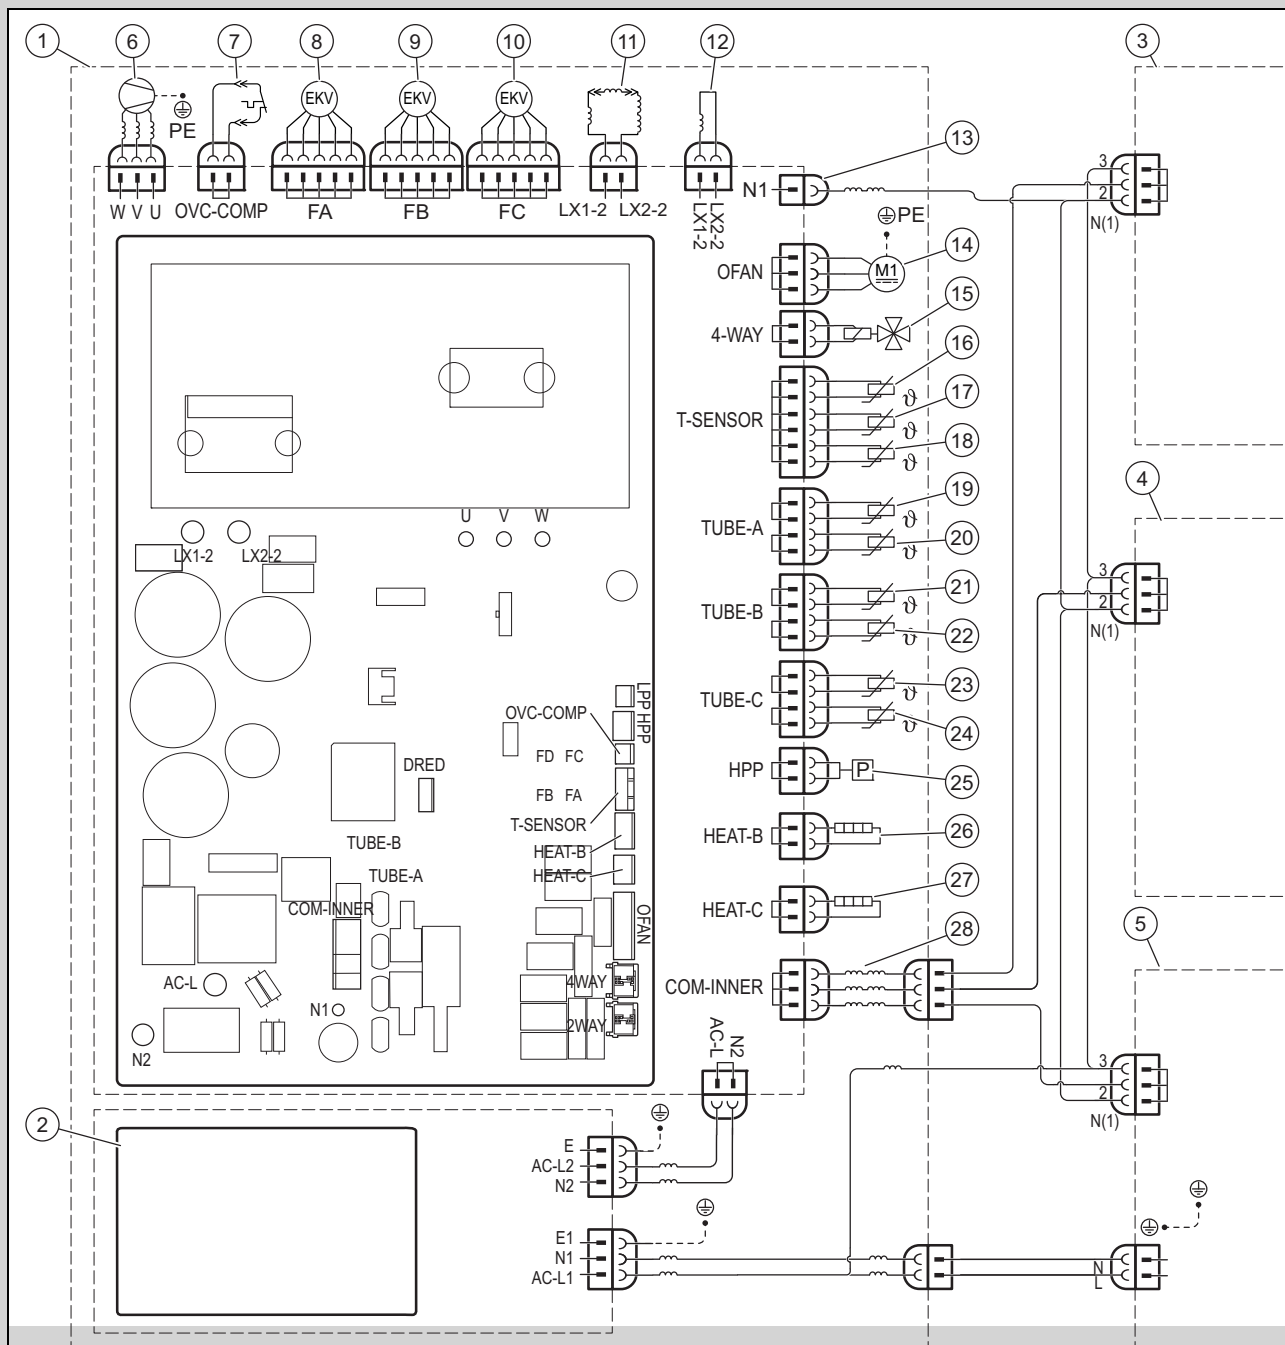 1 6 7 8 9 10 11 12 3
EKV EKV EKV
PE
W V U OVC-COMP FA FB FC LX1-2 LX2-2
LX1-2
LX2-2
N1 13
3
2
N(1)
PE
OFAN M1 14
4-WAY 15
T-SENSOR 16
ϑ 17
ϑ 18
ϑ
4
TUBE-A 19
ϑ 20
ϑ
U V W
LX1-2 LX2-2
TUBE-B 21
ϑ 22
ϑ
3
2
N(1)
TUBE-C 23
ϑ 24
ϑ
LPP
HPP
OVC-COMP
FD FC
DRED
FB FA
T-SENSOR
TUBE-B
HEAT-B
TUBE-A
HEAT-C
COM-INNER
OFAN
AC-L
4WAY
N1
2WAY
N2
HPP P 25
HEAT-B 26
HEAT-C 27
28
COM-INNER
5
AC-L
N2
3
2
N(1)
2
E
AC-L2
N2
E1
N1
AC-L1
N
L